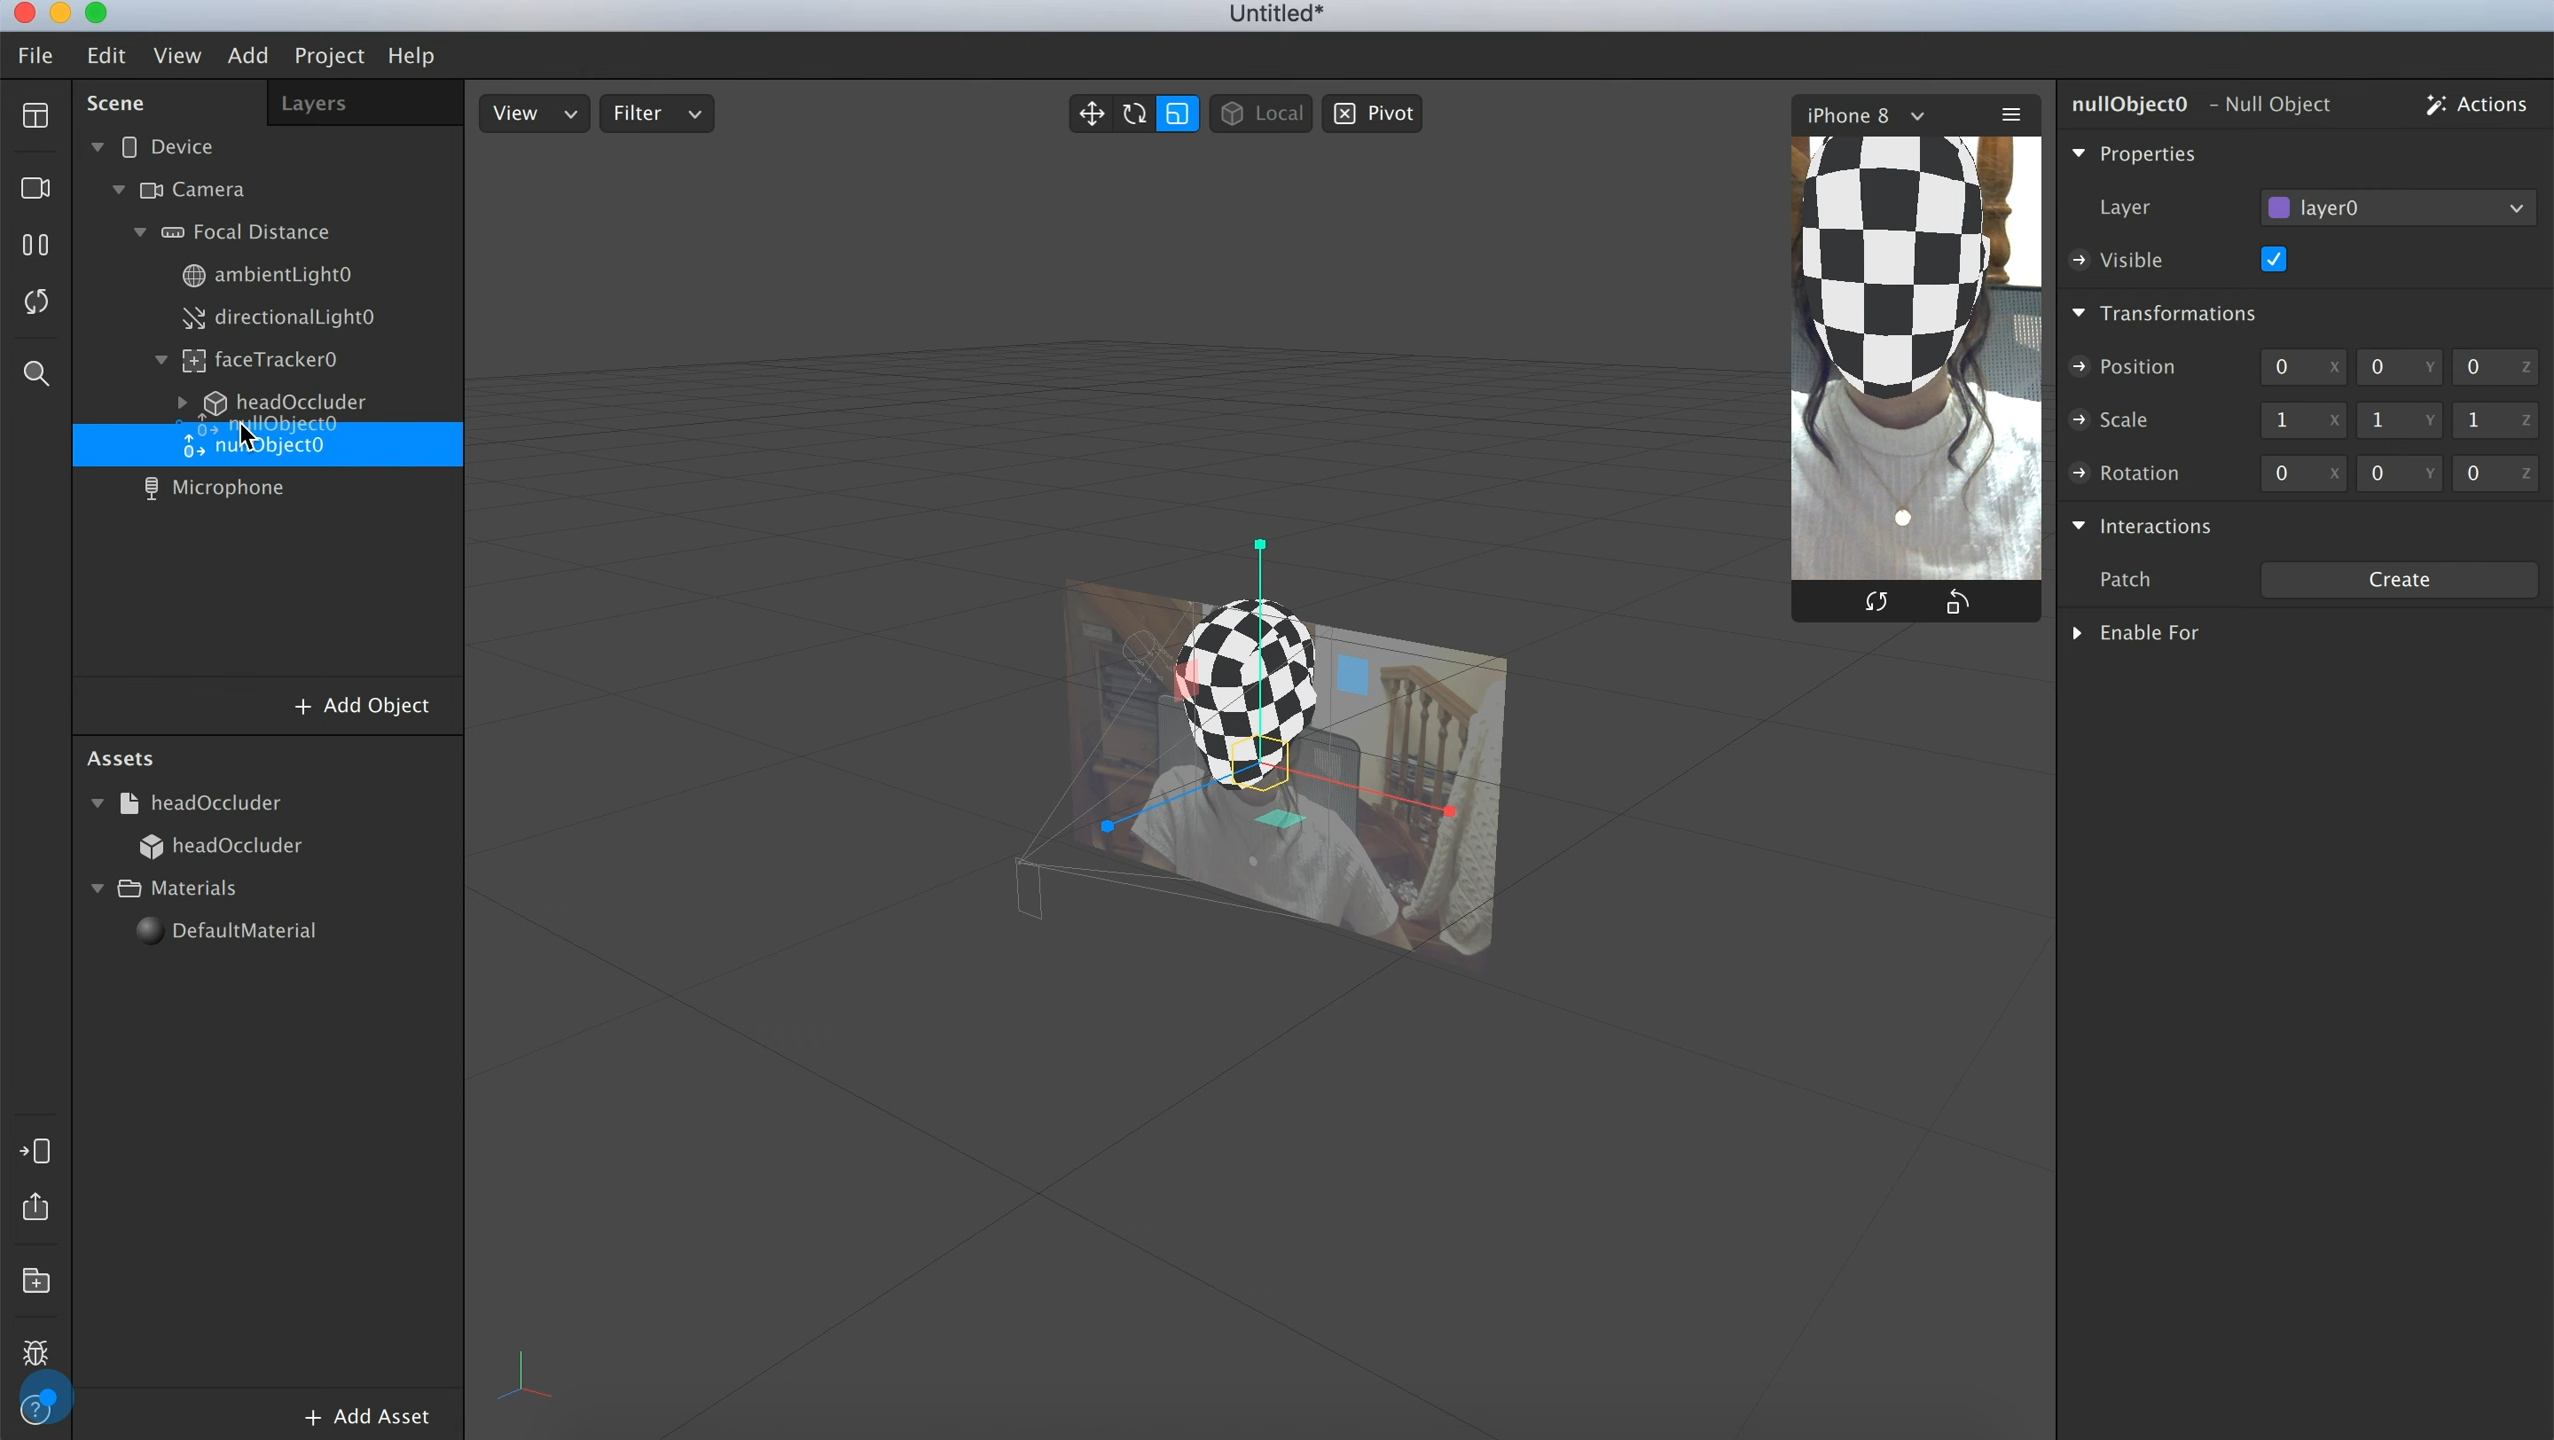 Untitled*
File Edit View Add Project Help
Scene Layers
Device
Camera
Focal Distance
ambientLight0
directionalLight0
faceTracker0
headOccluder
nullObject0
nullObject0
Microphone
+ Add Object
Assets
headOccluder
headOccluder
Materials
DefaultMaterial
+ Add Asset
View Filter Local Pivot
iPhone 8
nullObject0 – Null Object Actions
Properties
Layer layer0
Visible
Transformations
Position 0 X 0 Y 0 Z
Scale 1 X 1 Y 1 Z
Rotation 0 X 0 Y 0 Z
Interactions
Patch Create
Enable For